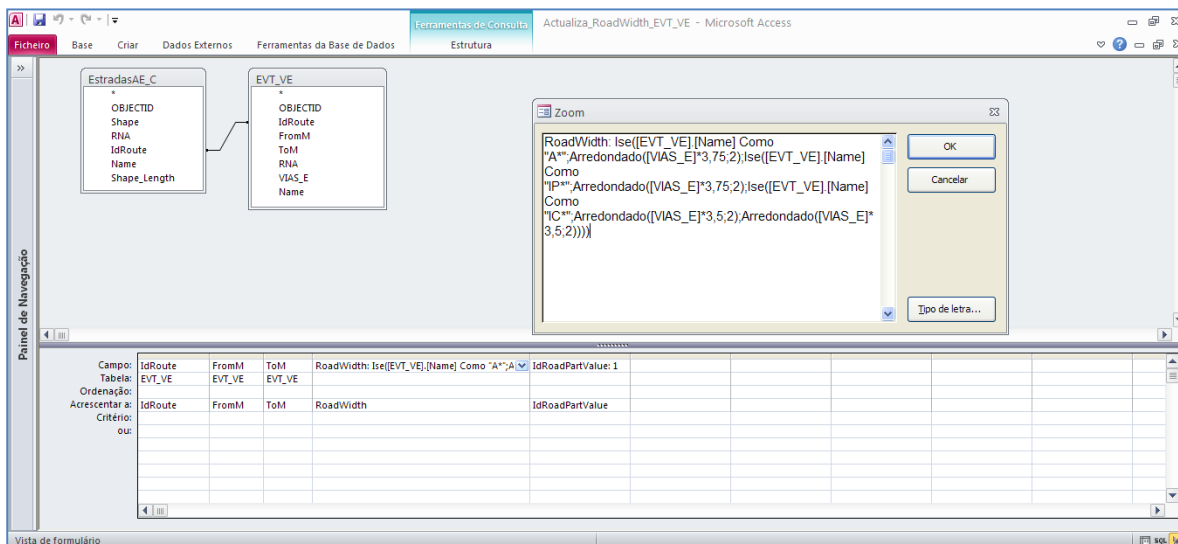 Ferramentas de Consulta
Actualiza_RoadWidth_EVT_VE - Microsoft Access
Ficheiro Base Criar Dados Externos Ferramentas da Base de Dados Estrutura
EstradasAE_C
*
OBJECTID
Shape
RNA
IdRoute
Name
Shape_Length
EVT_VE
*
OBJECTID
IdRoute
FromM
ToM
RNA
VIAS_E
Name
Zoom
RoadWidth: Ise([EVT_VE].[Name] Como
"A*";Arredondado([VIAS_E]*3,75;2);Ise([EVT_VE].[Name]
Como
"IP*";Arredondado([VIAS_E]*3,75;2);Ise([EVT_VE].[Name]
Como
"IC*";Arredondado([VIAS_E]*3,5;2);Arredondado([VIAS_E]*
3,5;2))))
OK
Cancelar
Tipo de letra...
Painel de Navegação
Campo: IdRoute FromM ToM RoadWidth: Ise([EVT_VE].[Name] Como "A*";A IdRoadPartValue: 1
Tabela: EVT_VE EVT_VE EVT_VE
Ordenação:
Acrescentar a: IdRoute FromM ToM RoadWidth IdRoadPartValue
Critério:
ou:
Vista de formulário
SQL